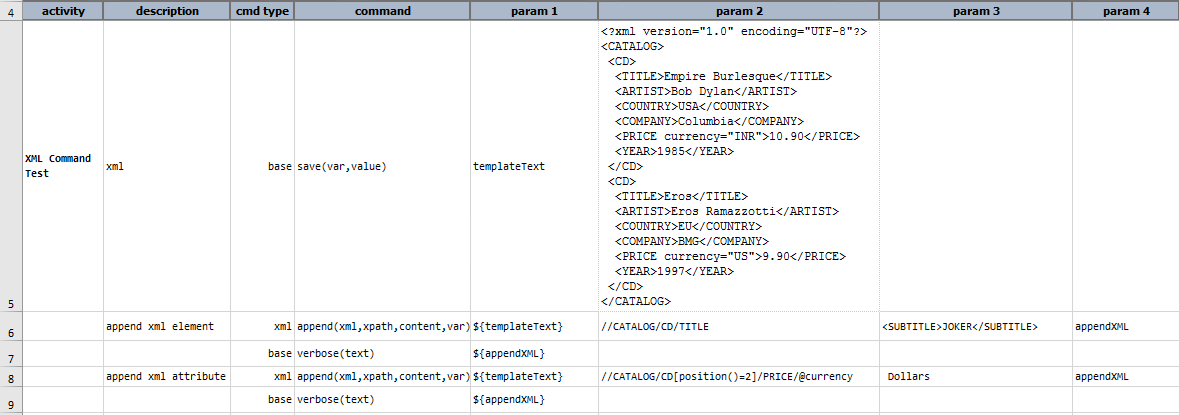 4 activity description cmd type command param 1 param 2 param 3 param 4
<?xml version="1.0" encoding="UTF-8"?>
<CATALOG>
<CD>
<TITLE>Empire Burlesque</TITLE>
<ARTIST>Bob Dylan</ARTIST>
<COUNTRY>USA</COUNTRY>
<COMPANY>Columbia</COMPANY>
<PRICE currency="INR">10.90</PRICE>
<YEAR>1985</YEAR>
XML Command
Test
xml base save(var,value) templateText
</CD>
<CD>
<TITLE>Eros</TITLE>
<ARTIST>Eros Ramazzotti</ARTIST>
<COUNTRY>EU</COUNTRY>
<COMPANY>BMG</COMPANY>
<PRICE currency="US">9.90</PRICE>
<YEAR>1997</YEAR>
</CD>
5 </CATALOG>
6 append xml element xml append(xml,xpath,content,var) ${templateText} //CATALOG/CD/TITLE <SUBTITLE>JOKER</SUBTITLE> appendXML
7 base verbose(text) ${appendXML}
8 append xml attribute xml append(xml,xpath,content,var) ${templateText} //CATALOG/CD[position()=2]/PRICE/@currency Dollars appendXML
9 base verbose(text) ${appendXML}